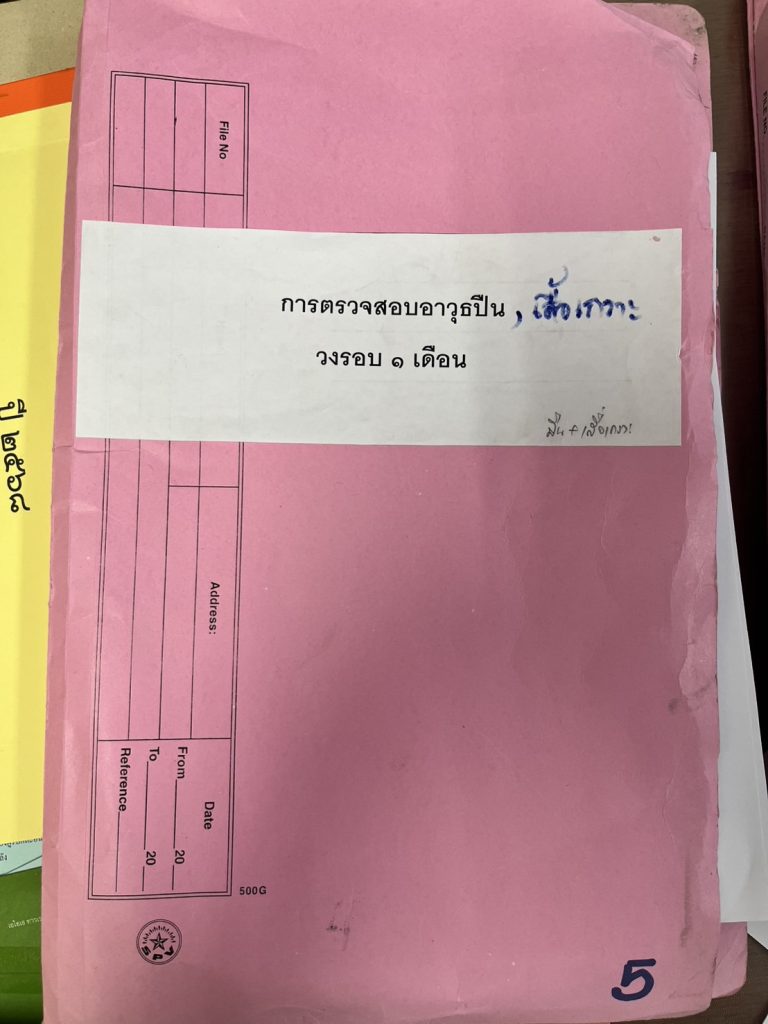 การตรวจสอบอาวุธปืน , เสื้อเกราะ
วงรอบ ๑ เดือน
ปืน + เสื้อเกราะ
File No
Address:
Date
From 20
To 20
Reference
500G
5
ปี ๒๕๖๘
FILE NO